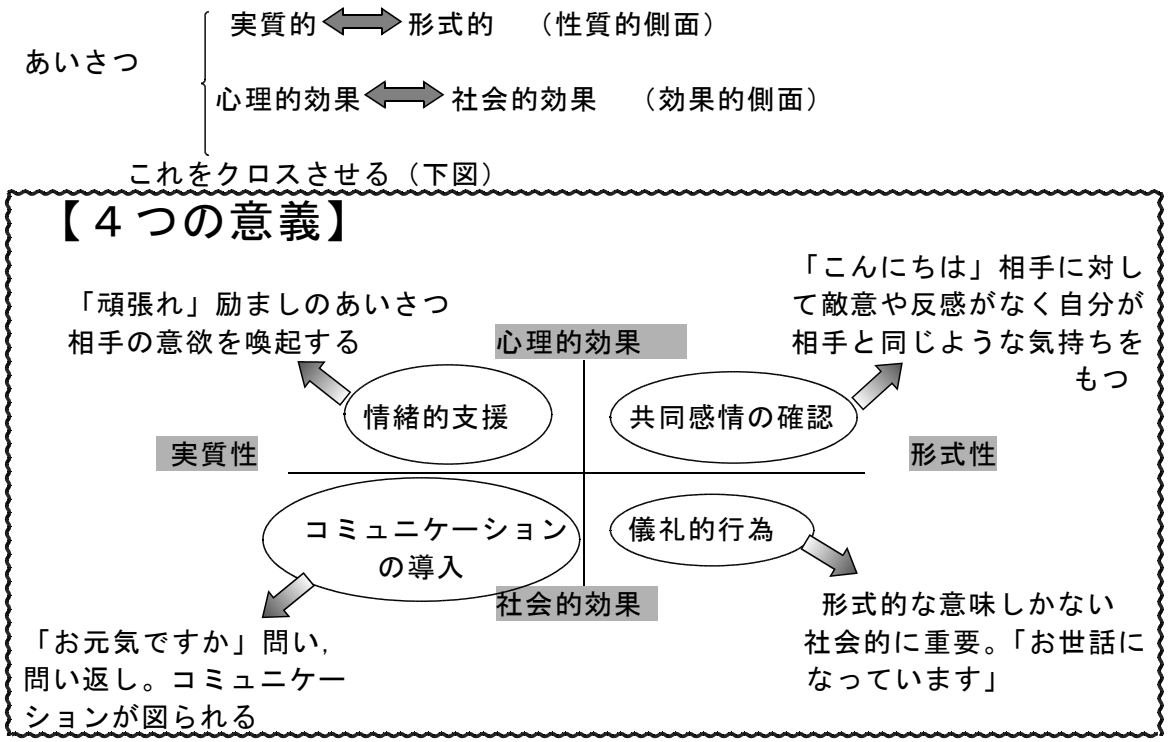 実質的 形式的 （性質的側面）
あいさつ
心理的効果 社会的効果 （効果的側面）
これをクロスさせる（下図）
【４つの意義】
「頑張れ」励ましのあいさつ
相手の意欲を喚起する
「こんにちは」相手に対し
て敵意や反感がなく自分が
相手と同じような気持ちを
もつ
心理的効果
情緒的支援
共同感情の確認
実質性
形式性
コミュニケーション
の導入
儀礼的行為
社会的効果
「お元気ですか」問い,
問い返し。コミュニケー
ションが図られる
形式的な意味しかない
社会的に重要。「お世話に
なっています」